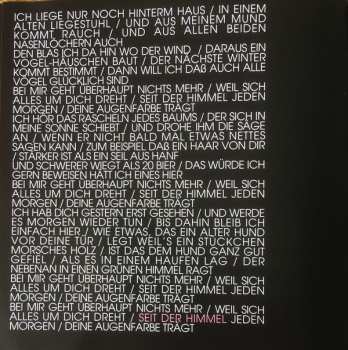 ICH LIEGE NUR NOCH HINTERM HAUS / IN EINEM
ALTEN LIEGESTUHL / UND AUS MEINEM MUND
KOMMT RAUCH / UND AUS ALLEN BEIDEN
NASENLÖCHERN AUCH
DEN BLAS ICH DA HIN WO DER WIND / DARAUS EIN
VOGEL-HÄUSCHEN BAUT / DER NÄCHSTE WINTER
KOMMT BESTIMMT / DANN WILL ICH DAß AUCH ALLE
VÖGEL GLÜCKLICH SIND
BEI MIR GEHT ÜBERHAUPT NICHTS MEHR / WEIL SICH
ALLES UM DICH DREHT / SEIT DER HIMMEL JEDEN
MORGEN / DEINE AUGENFARBE TRÄGT
ICH HÖR DAS RASCHELN JEDES BAUMS / DER SICH IN
MEINE SONNE SCHIEBT / UND DROHE IHM DIE SÄGE
AN / WENN ER NICHT BALD MAL ETWAS NETTES
SAGEN KANN / ZUM BEISPIEL DAß EIN HAAR VON DIR
/ STÄRKER IST ALS EIN SEIL AUS HANF
UND SCHWERER WIEGT ALS 20 BIER / DAS WÜRDE ICH
GERN BEWEISEN HÄTT ICH EINES HIER
BEI MIR GEHT ÜBERHAUPT NICHTS MEHR / WEIL SICH
ALLES UM DICH DREHT / SEIT DER HIMMEL JEDEN
MORGEN / DEINE AUGENFARBE TRÄGT
ICH HAB DICH GESTERN ERST GESEHEN / UND WERDE
ES MORGEN WIEDER TUN / BIS DAHIN BLEIB ICH
EINFACH HIER / WIE ETWAS, DAS EIN ALTER HUND
VOR DEINE TÜR / LEGT WEIL'S EIN STÜCKCHEN
MORSCHES HOLZ / IST DAS DEM HUND GANZ GUT
GEFIEL / ALS ES IN EINEM HAUFEN LAG / DER
NEBENAN IN EINEN GRÜNEN HIMMEL RAGT
BEI MIR GEHT ÜBERHAUPT NICHTS MEHR / WEIL SICH
ALLES UM DICH DREHT / SEIT DER HIMMEL JEDEN
MORGEN / DEINE AUGENFARBE TRÄGT
BEI MIR GEHT ÜBERHAUPT NICHTS MEHR / WEIL SICH
ALLES UM DICH DREHT / SEIT DER HIMMEL JEDEN
MORGEN / DEINE AUGENFARBE TRÄGT